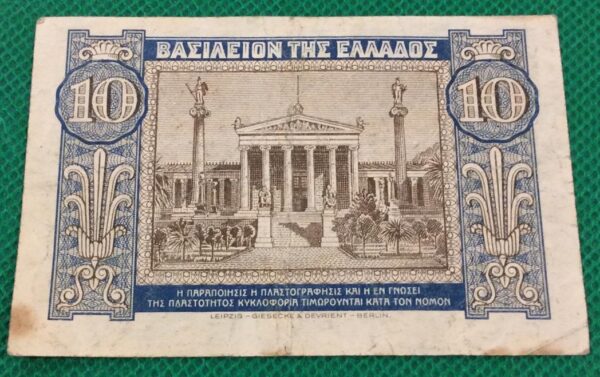 ΒΑΣΙΛΕΙΟΝ ΤΗΣ ΕΛΛΑΔΟΣ
10 10
Η ΠΑΡΑΠΟΙΗΣΙΣ Η ΠΛΑΣΤΟΓΡΑΦΗΣΙΣ ΚΑΙ Η ΕΝ ΓΝΩΣΕΙ
ΤΗΣ ΠΛΑΣΤΟΤΗΤΟΣ ΚΥΚΛΟΦΟΡΙΑ ΤΙΜΩΡΟΥΝΤΑΙ ΚΑΤΑ ΤΟΝ ΝΟΜΟΝ
LEIPZIG – GIESECKE & DEVRIENT – BERLIN.